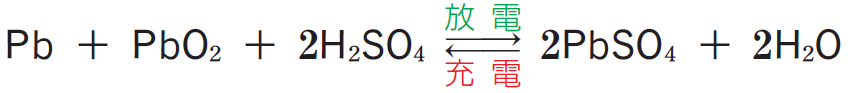 Pb + PbO₂ + 2H₂SO₄ 放電 ⇄ 充電 2PbSO₄ + 2H₂O